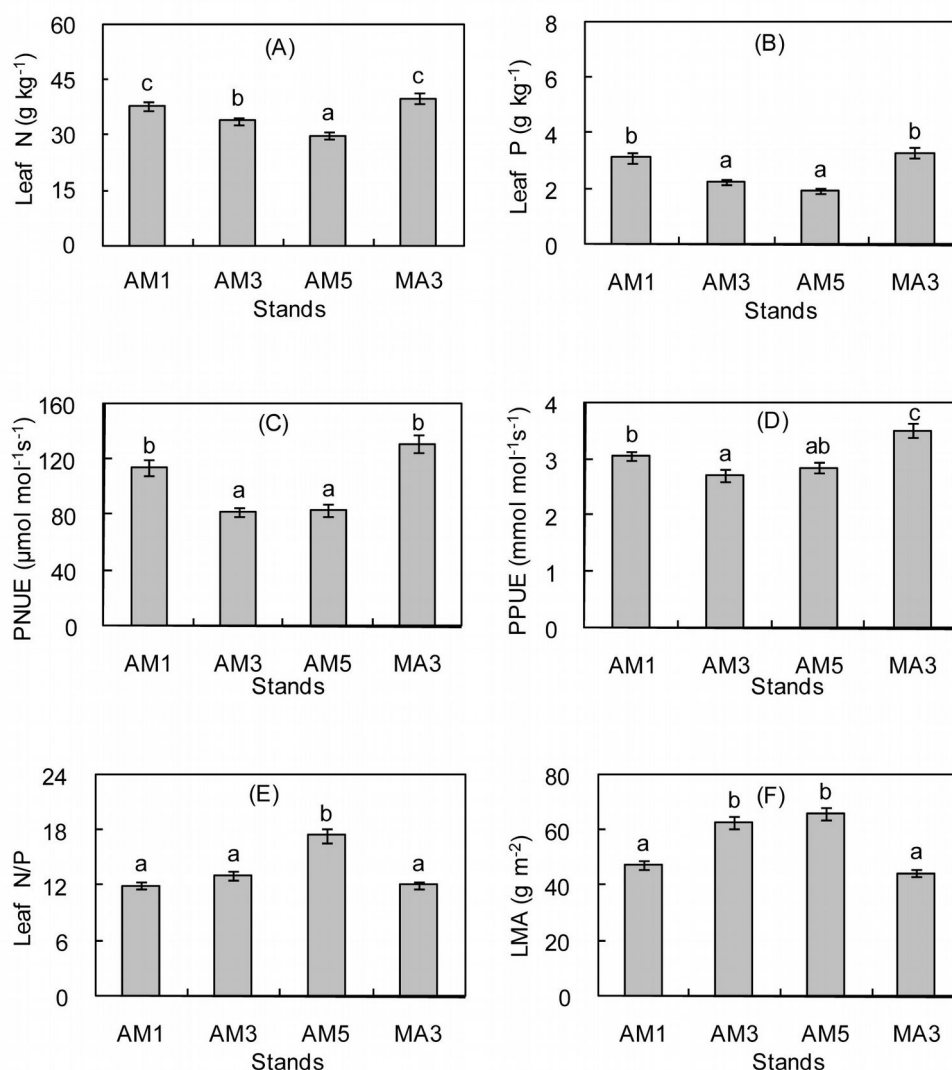 (A)
Leaf N (g kg⁻¹)
60
45
30
15
0
c
b
a
c
AM1 AM3 AM5 MA3
Stands
(B)
Leaf P (g kg⁻¹)
8
6
4
2
0
b
a
a
b
AM1 AM3 AM5 MA3
Stands
(C)
PNUE (µmol mol⁻¹s⁻¹)
160
120
80
40
0
b
a
a
b
AM1 AM3 AM5 MA3
Stands
(D)
PPUE (mmol mol⁻¹s⁻¹)
4
3
2
1
0
b
a
ab
c
AM1 AM3 AM5 MA3
Stands
(E)
Leaf N/P
24
18
12
6
0
a
a
b
a
AM1 AM3 AM5 MA3
Stands
(F)
LMA (g m⁻²)
80
60
40
20
0
a
b
b
a
AM1 AM3 AM5 MA3
Stands